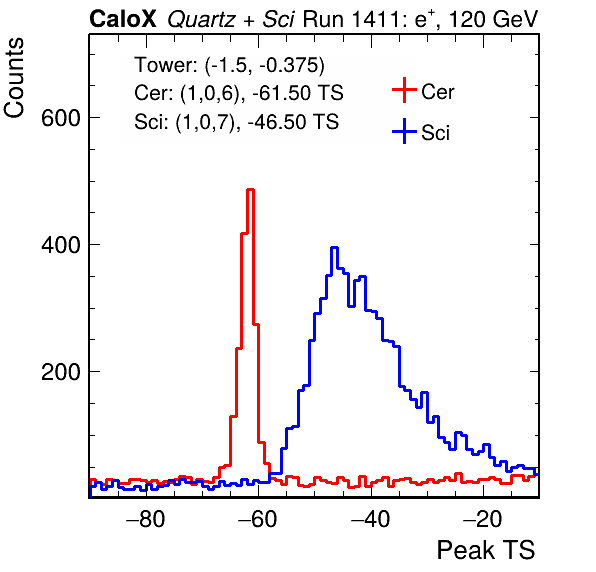 CaloX Quartz + Sci Run 1411: e+, 120 GeV
Counts
Tower: (-1.5, -0.375)
Cer: (1,0,6), -61.50 TS
Sci: (1,0,7), -46.50 TS
Cer
Sci
600
400
200
−80 −60 −40 −20
Peak TS